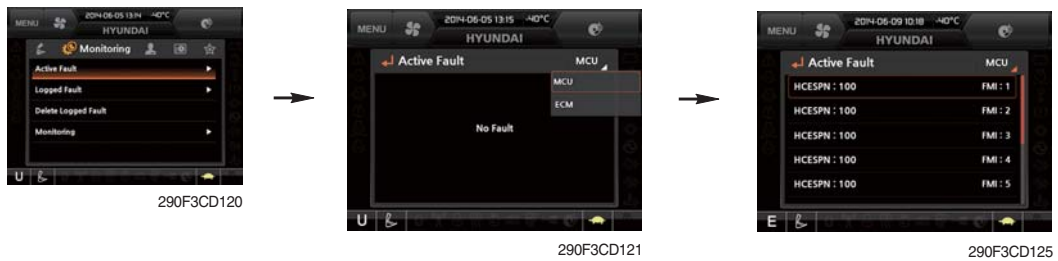 MENU
2014-06-05 13:14 -40°C
HYUNDAI
Monitoring
Active Fault
Logged Fault
Delete Logged Fault
Monitoring
U
290F3CD120
MENU
2014-06-05 13:15 -40°C
HYUNDAI
Active Fault MCU
MCU
ECM
No Fault
U
290F3CD121
MENU
2014-06-09 10:18 -40°C
HYUNDAI
Active Fault MCU
HCESPN : 100 FMI : 1
HCESPN : 100 FMI : 2
HCESPN : 100 FMI : 3
HCESPN : 100 FMI : 4
HCESPN : 100 FMI : 5
E
290F3CD125